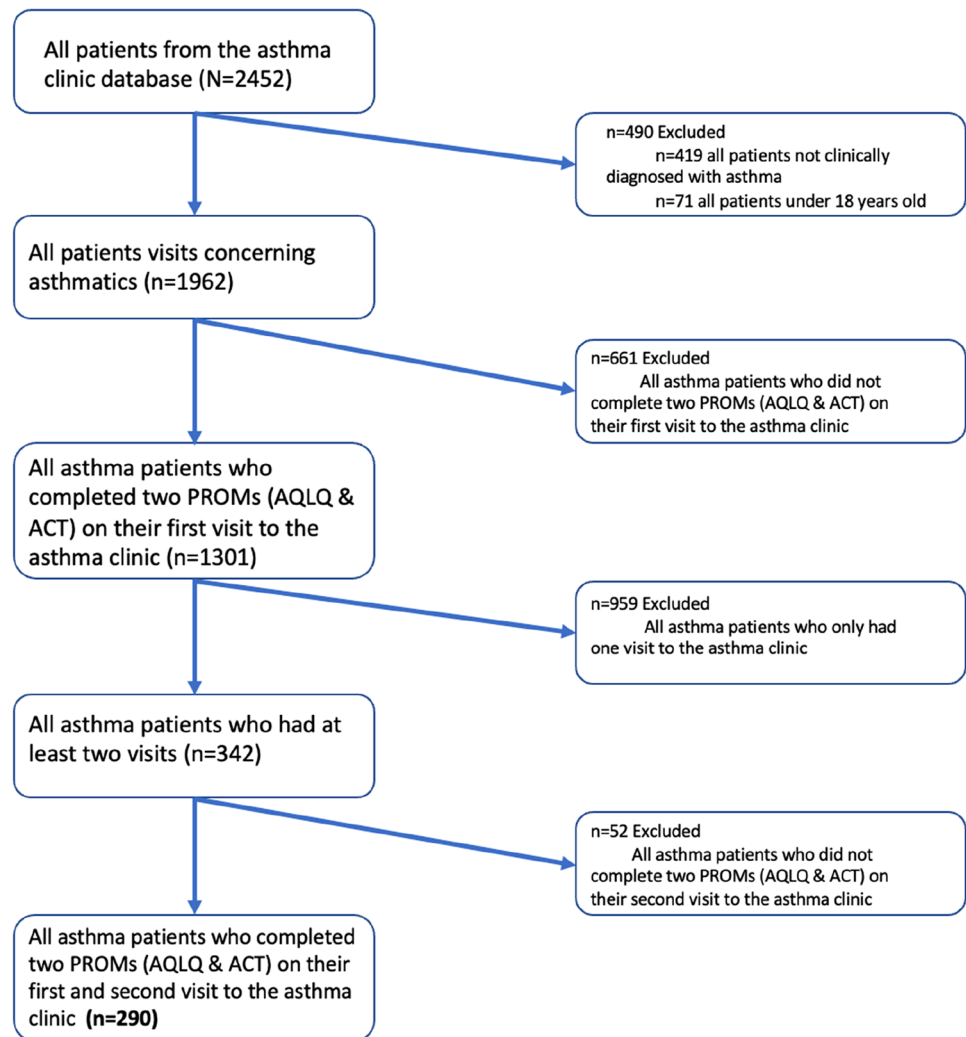 All patients from the asthma
clinic database (N=2452)
n=490 Excluded
n=419 all patients not clinically
diagnosed with asthma
n=71 all patients under 18 years old
All patients visits concerning
asthmatics (n=1962)
n=661 Excluded
All asthma patients who did not
complete two PROMs (AQLQ & ACT) on
their first visit to the asthma clinic
All asthma patients who
completed two PROMs (AQLQ &
ACT) on their first visit to the
asthma clinic (n=1301)
n=959 Excluded
All asthma patients who only had
one visit to the asthma clinic
All asthma patients who had at
least two visits (n=342)
n=52 Excluded
All asthma patients who did not
complete two PROMs (AQLQ & ACT) on
their second visit to the asthma clinic
All asthma patients who completed
two PROMs (AQLQ & ACT) on their
first and second visit to the asthma
clinic (n=290)